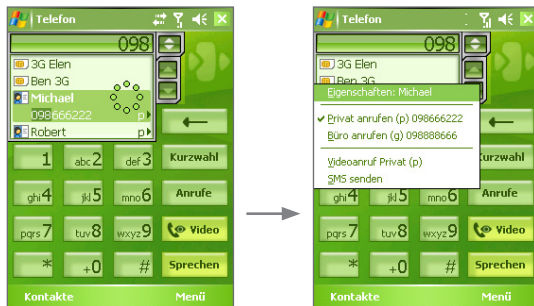 Telefon
098
3G Elen
Ben 3G
Michael
098666222 p
Robert p
1 abc 2 def 3 Kurzwahl
ghi 4 jkl 5 mno 6 Anrufe
pqrs 7 tuv 8 wxyz 9 Video
* +0 # Sprechen
Kontakte Menü
Telefon
098
3G Elen
Ben 3G
Eigenschaften: Michael
Privat anrufen (p) 098666222
Büro anrufen (g) 098888666
Videoanruf Privat (p)
SMS senden
Kurzwahl
ghi 4 jkl 5 mno 6 Anrufe
pqrs 7 tuv 8 wxyz 9 Video
* +0 # Sprechen
Kontakte Menü